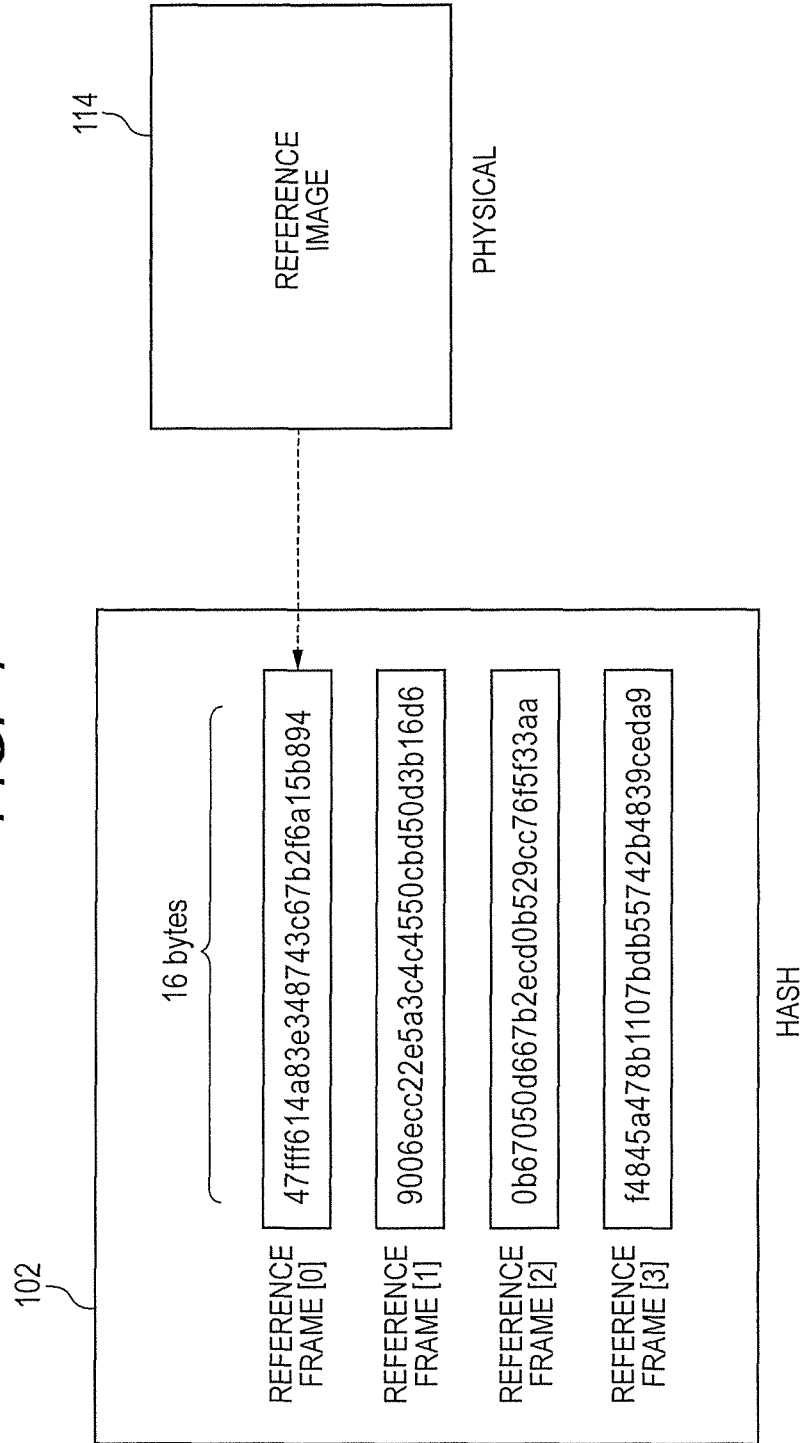 102
16 bytes
REFERENCE
FRAME [0]
47fff614a83e348743c67b2f6a15b894
REFERENCE
FRAME [1]
9006ecc22e5a3c4c4550cbd50d3b16d6
REFERENCE
FRAME [2]
0b67050d667b2ecd0b529cc76f5f33aa
REFERENCE
FRAME [3]
f4845a478b1107bdb55742b4839ceda9
HASH
114
REFERENCE
IMAGE
PHYSICAL